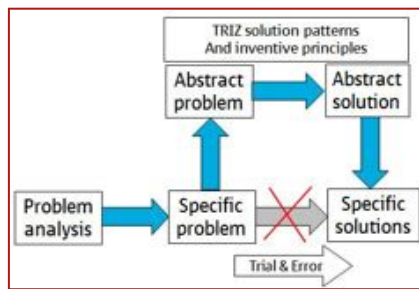 TRIZ solution patterns
And inventive principles
Abstract
problem
Abstract
solution
Problem
analysis
Specific
problem
Specific
solutions
Trial & Error